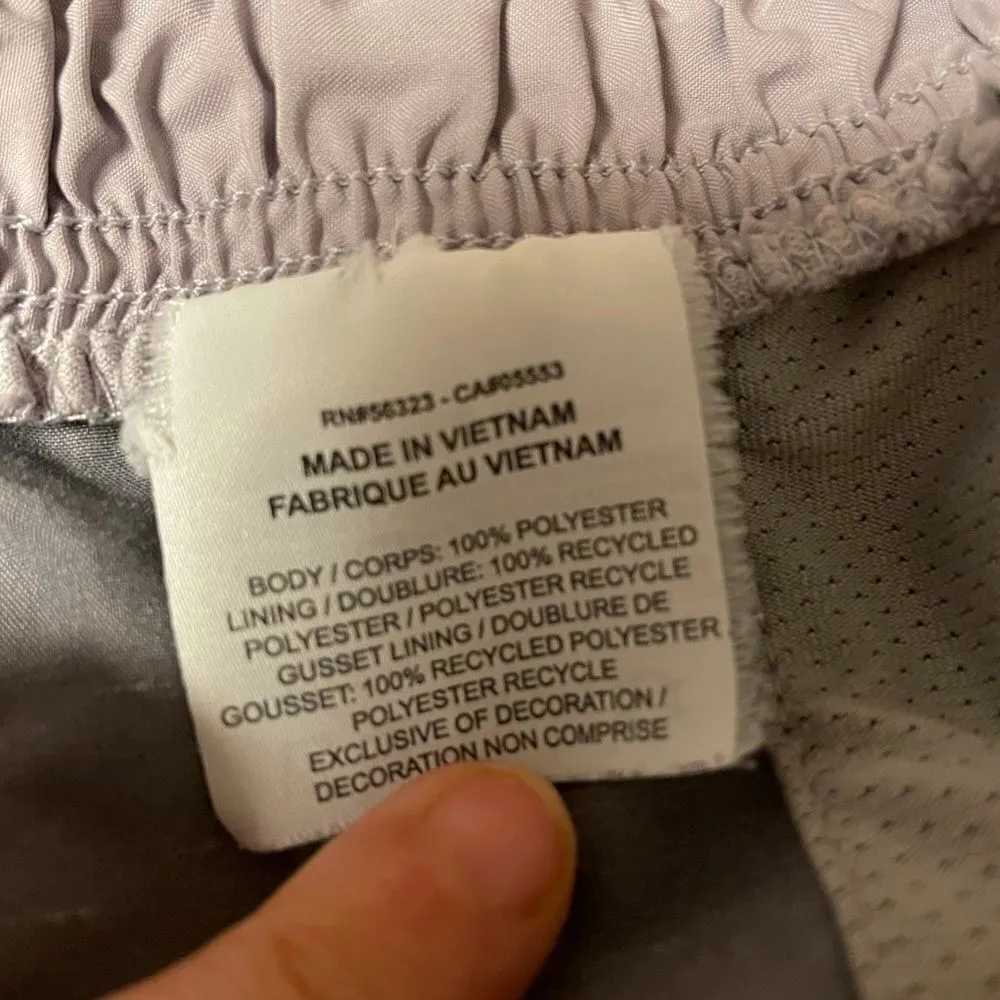 RN#56323 - CA#05553
MADE IN VIETNAM
FABRIQUE AU VIETNAM
BODY / CORPS: 100% POLYESTER
LINING / DOUBLURE: 100% RECYCLED
POLYESTER / POLYESTER RECYCLE
GUSSET LINING / DOUBLURE DE
GOUSSET: 100% RECYCLED POLYESTER
POLYESTER RECYCLE
EXCLUSIVE OF DECORATION /
DECORATION NON COMPRISE